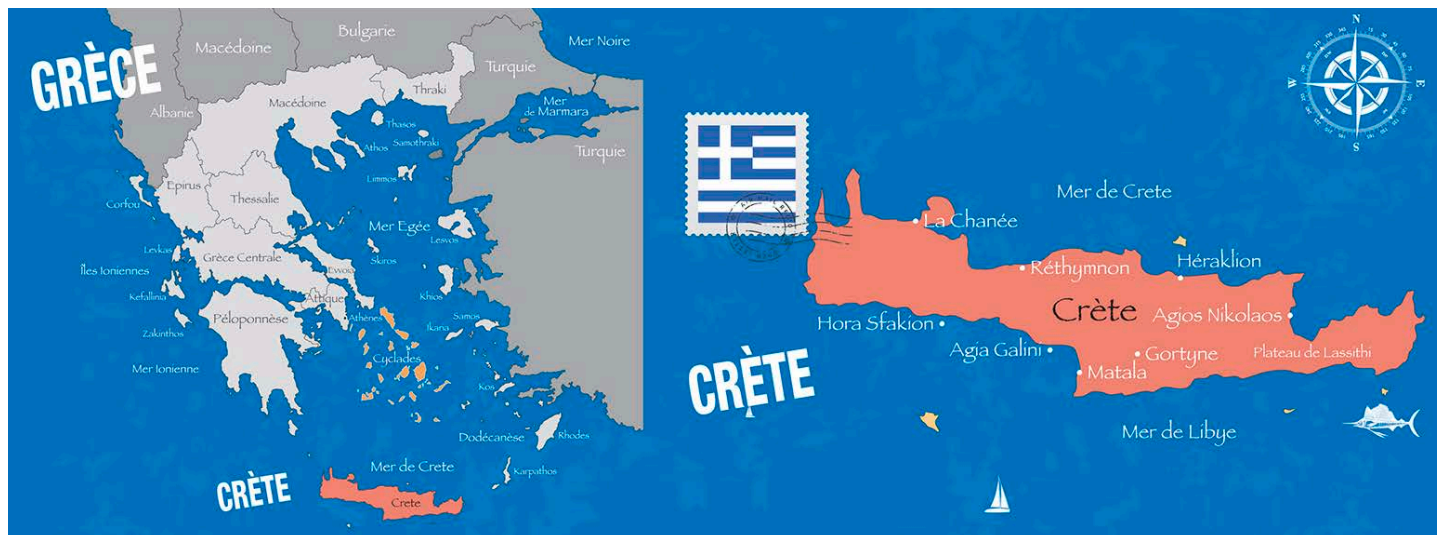 GRÈCE
Macédoine
Bulgarie
Mer Noire
Turquie
Albanie
Macédoine
Thraki
Mer
de Marmara
Thasos
Samothraki
Athos
Turquie
Limmos
Epirus
Thessalie
Corfou
Mer Egée
Lesvos
Levkas
Grèce Centrale
Skiros
Îles Ioniennes
Ewoia
Kefallinia
Attique
Khios
Péloponnèse
Athènes
Samos
Ikaria
Zakinthos
Cyclades
Mer Ionienne
Kos
Dodécanèse
Rhodes
Mer de Crete
Karpathos
CRÈTE
Crete
N
W
E
S
Mer de Crete
La Chanée
Héraklion
Réthymnon
Crète
Agios Nikolaos
Hora Sfakion
Agia Galini
Gortyne
Plateau de Lassithi
Matala
CRÈTE
Mer de Libye